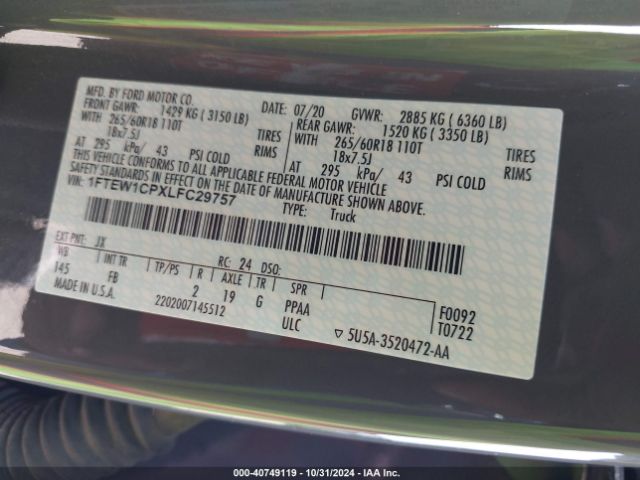 MFD. BY FORD MOTOR CO. DATE: 07/20 GVWR: 2885 KG ( 6360 LB)
FRONT GAWR: 1429 KG ( 3150 LB) REAR GAWR: 1520 KG ( 3350 LB)
WITH 265/60R18 110T TIRES WITH 265/60R18 110T TIRES
18x7.5J RIMS 18x7.5J RIMS
AT 295 kPa/ 43 PSI COLD AT 295 kPa/ 43 PSI COLD
THIS VEHICLE CONFORMS TO ALL APPLICABLE FEDERAL MOTOR VEHICLE
SAFETY STANDARDS IN EFFECT ON THE DATE OF MANUFACTURE SHOWN ABOVE.
VIN: 1FTEW1CPXLFC29757
TYPE: Truck
EXT PNT: JX RC: 24 DSO:
WB INT TR TP/PS R AXLE TR SPR
145 FB 2 19 G PPAA F0092
MADE IN U.S.A. 2202007145512 ULC T0722
▽ 5U5A-3520472-AA
000-40749119 - 10/31/2024 - IAA Inc.